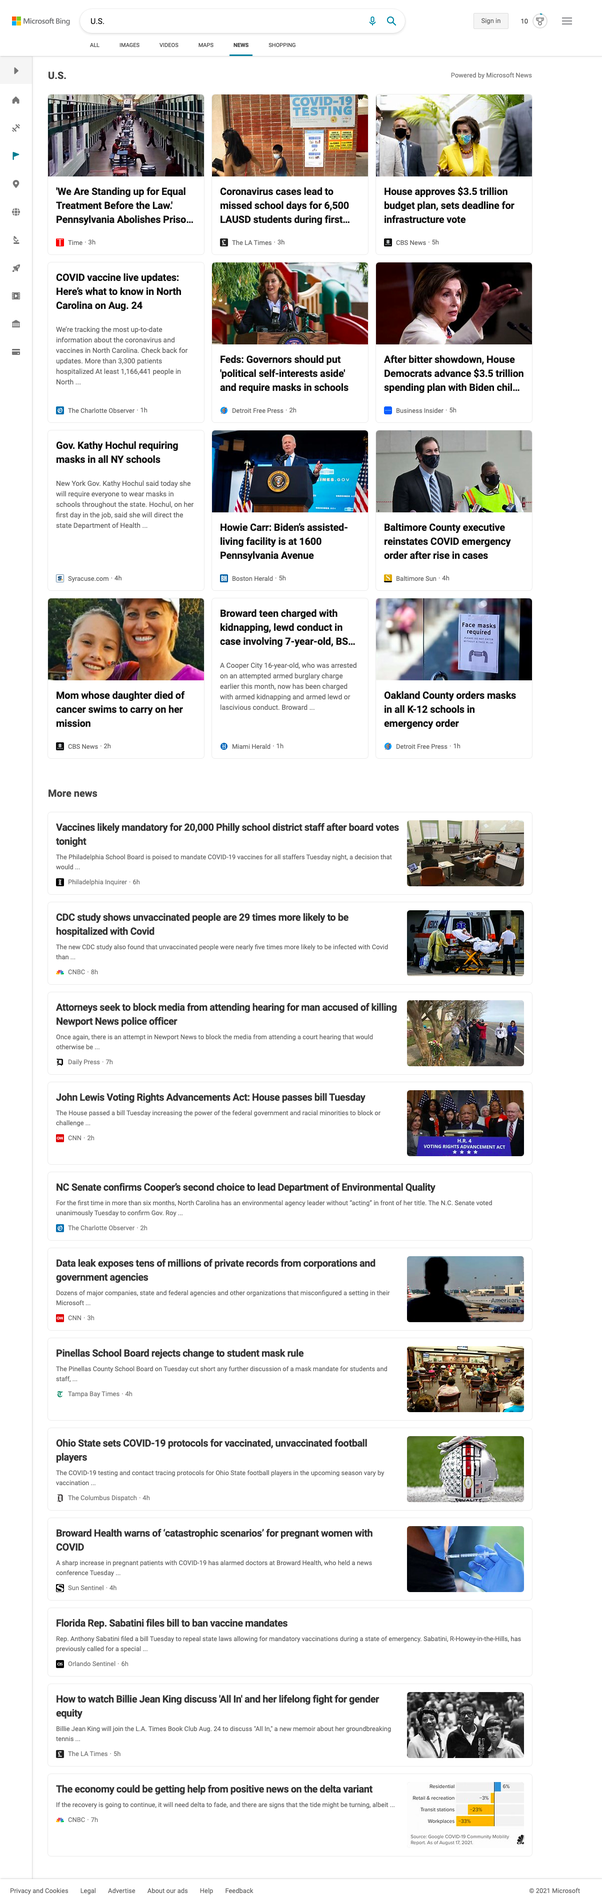 Microsoft Bing
U.S.
Sign in
10
ALL
IMAGES
VIDEOS
MAPS
NEWS
SHOPPING
U.S.
Powered by Microsoft News
COVID-19
TESTING
'We Are Standing up for Equal
Treatment Before the Law.'
Pennsylvania Abolishes Priso...
Time · 3h
Coronavirus cases lead to
missed school days for 6,500
LAUSD students during first...
The LA Times · 3h
House approves $3.5 trillion
budget plan, sets deadline for
infrastructure vote
CBS News · 5h
COVID vaccine live updates:
Here's what to know in North
Carolina on Aug. 24
We're tracking the most up-to-date
information about the coronavirus and
vaccines in North Carolina. Check back for
updates. More than 3,300 patients
hospitalized At least 1,166,441 people in
North ...
The Charlotte Observer · 1h
Feds: Governors should put
'political self-interests aside'
and require masks in schools
Detroit Free Press · 2h
After bitter showdown, House
Democrats advance $3.5 trillion
spending plan with Biden chil...
Business Insider · 5h
Gov. Kathy Hochul requiring
masks in all NY schools
New York Gov. Kathy Hochul said today she
will require everyone to wear masks in
schools throughout the state. Hochul, on her
first day in the job, said she will direct the
state Department of Health ...
Syracuse.com · 4h
Howie Carr: Biden's assisted-
living facility is at 1600
Pennsylvania Avenue
Boston Herald · 5h
Baltimore County executive
reinstates COVID emergency
order after rise in cases
Baltimore Sun · 4h
Mom whose daughter died of
cancer swims to carry on her
mission
CBS News · 2h
Broward teen charged with
kidnapping, lewd conduct in
case involving 7-year-old, BS...
A Cooper City 16-year-old, who was arrested
on an attempted armed burglary charge
earlier this month, now has been charged
with armed kidnapping and armed lewd or
lascivious conduct. Broward ...
Miami Herald · 1h
Face masks
required
Oakland County orders masks
in all K-12 schools in
emergency order
Detroit Free Press · 1h
More news
Vaccines likely mandatory for 20,000 Philly school district staff after board votes
tonight
The Philadelphia School Board is poised to mandate COVID-19 vaccines for all staffers Tuesday night, a decision that
would ...
Philadelphia Inquirer · 6h
CDC study shows unvaccinated people are 29 times more likely to be
hospitalized with Covid
The new CDC study also found that unvaccinated people were nearly five times more likely to be infected with Covid
than ...
CNBC · 8h
Attorneys seek to block media from attending hearing for man accused of killing
Newport News police officer
Once again, there is an attempt in Newport News to block the media from attending a court hearing that would
otherwise be ...
Daily Press · 7h
John Lewis Voting Rights Advancements Act: House passes bill Tuesday
The House passed a bill Tuesday increasing the power of the federal government and racial minorities to block or
challenge ...
CNN · 2h
H.R. 4
VOTING RIGHTS ADVANCEMENT ACT
NC Senate confirms Cooper's second choice to lead Department of Environmental Quality
For the first time in more than six months, North Carolina has an environmental agency leader without "acting" in front of her title. The N.C. Senate voted
unanimously Tuesday to confirm Gov. Roy ...
The Charlotte Observer · 2h
Data leak exposes tens of millions of private records from corporations and
government agencies
Dozens of major companies, state and federal agencies and other organizations that misconfigured a setting in their
Microsoft ...
CNN · 3h
American
Pinellas School Board rejects change to student mask rule
The Pinellas County School Board on Tuesday cut short any further discussion of a mask mandate for students and
staff, ...
Tampa Bay Times · 4h
Ohio State sets COVID-19 protocols for vaccinated, unvaccinated football
players
The COVID-19 testing and contact tracing protocols for Ohio State football players in the upcoming season vary by
vaccination ...
The Columbus Dispatch · 4h
Broward Health warns of 'catastrophic scenarios' for pregnant women with
COVID
A sharp increase in pregnant patients with COVID-19 has alarmed doctors at Broward Health, who held a news
conference Tuesday ...
Sun Sentinel · 4h
Florida Rep. Sabatini files bill to ban vaccine mandates
Rep. Anthony Sabatini filed a bill Tuesday to repeal state laws allowing for mandatory vaccinations during a state of emergency. Sabatini, R-Howey-in-the-Hills, has
previously called for a special ...
Orlando Sentinel · 6h
How to watch Billie Jean King discuss 'All In' and her lifelong fight for gender
equity
Billie Jean King will join the L.A. Times Book Club Aug. 24 to discuss "All In," a new memoir about her groundbreaking
tennis ...
The LA Times · 5h
The economy could be getting help from positive news on the delta variant
If the recovery is going to continue, it will need delta to fade, and there are signs that the tide might be turning, albeit ...
CNBC · 7h
Residential 6%
Retail & recreation -3%
Transit stations -23%
Workplaces -33%
Source: Google COVID-19 Community Mobility
Report. As of August 17, 2021.
Privacy and Cookies
Legal
Advertise
About our ads
Help
Feedback
© 2021 Microsoft